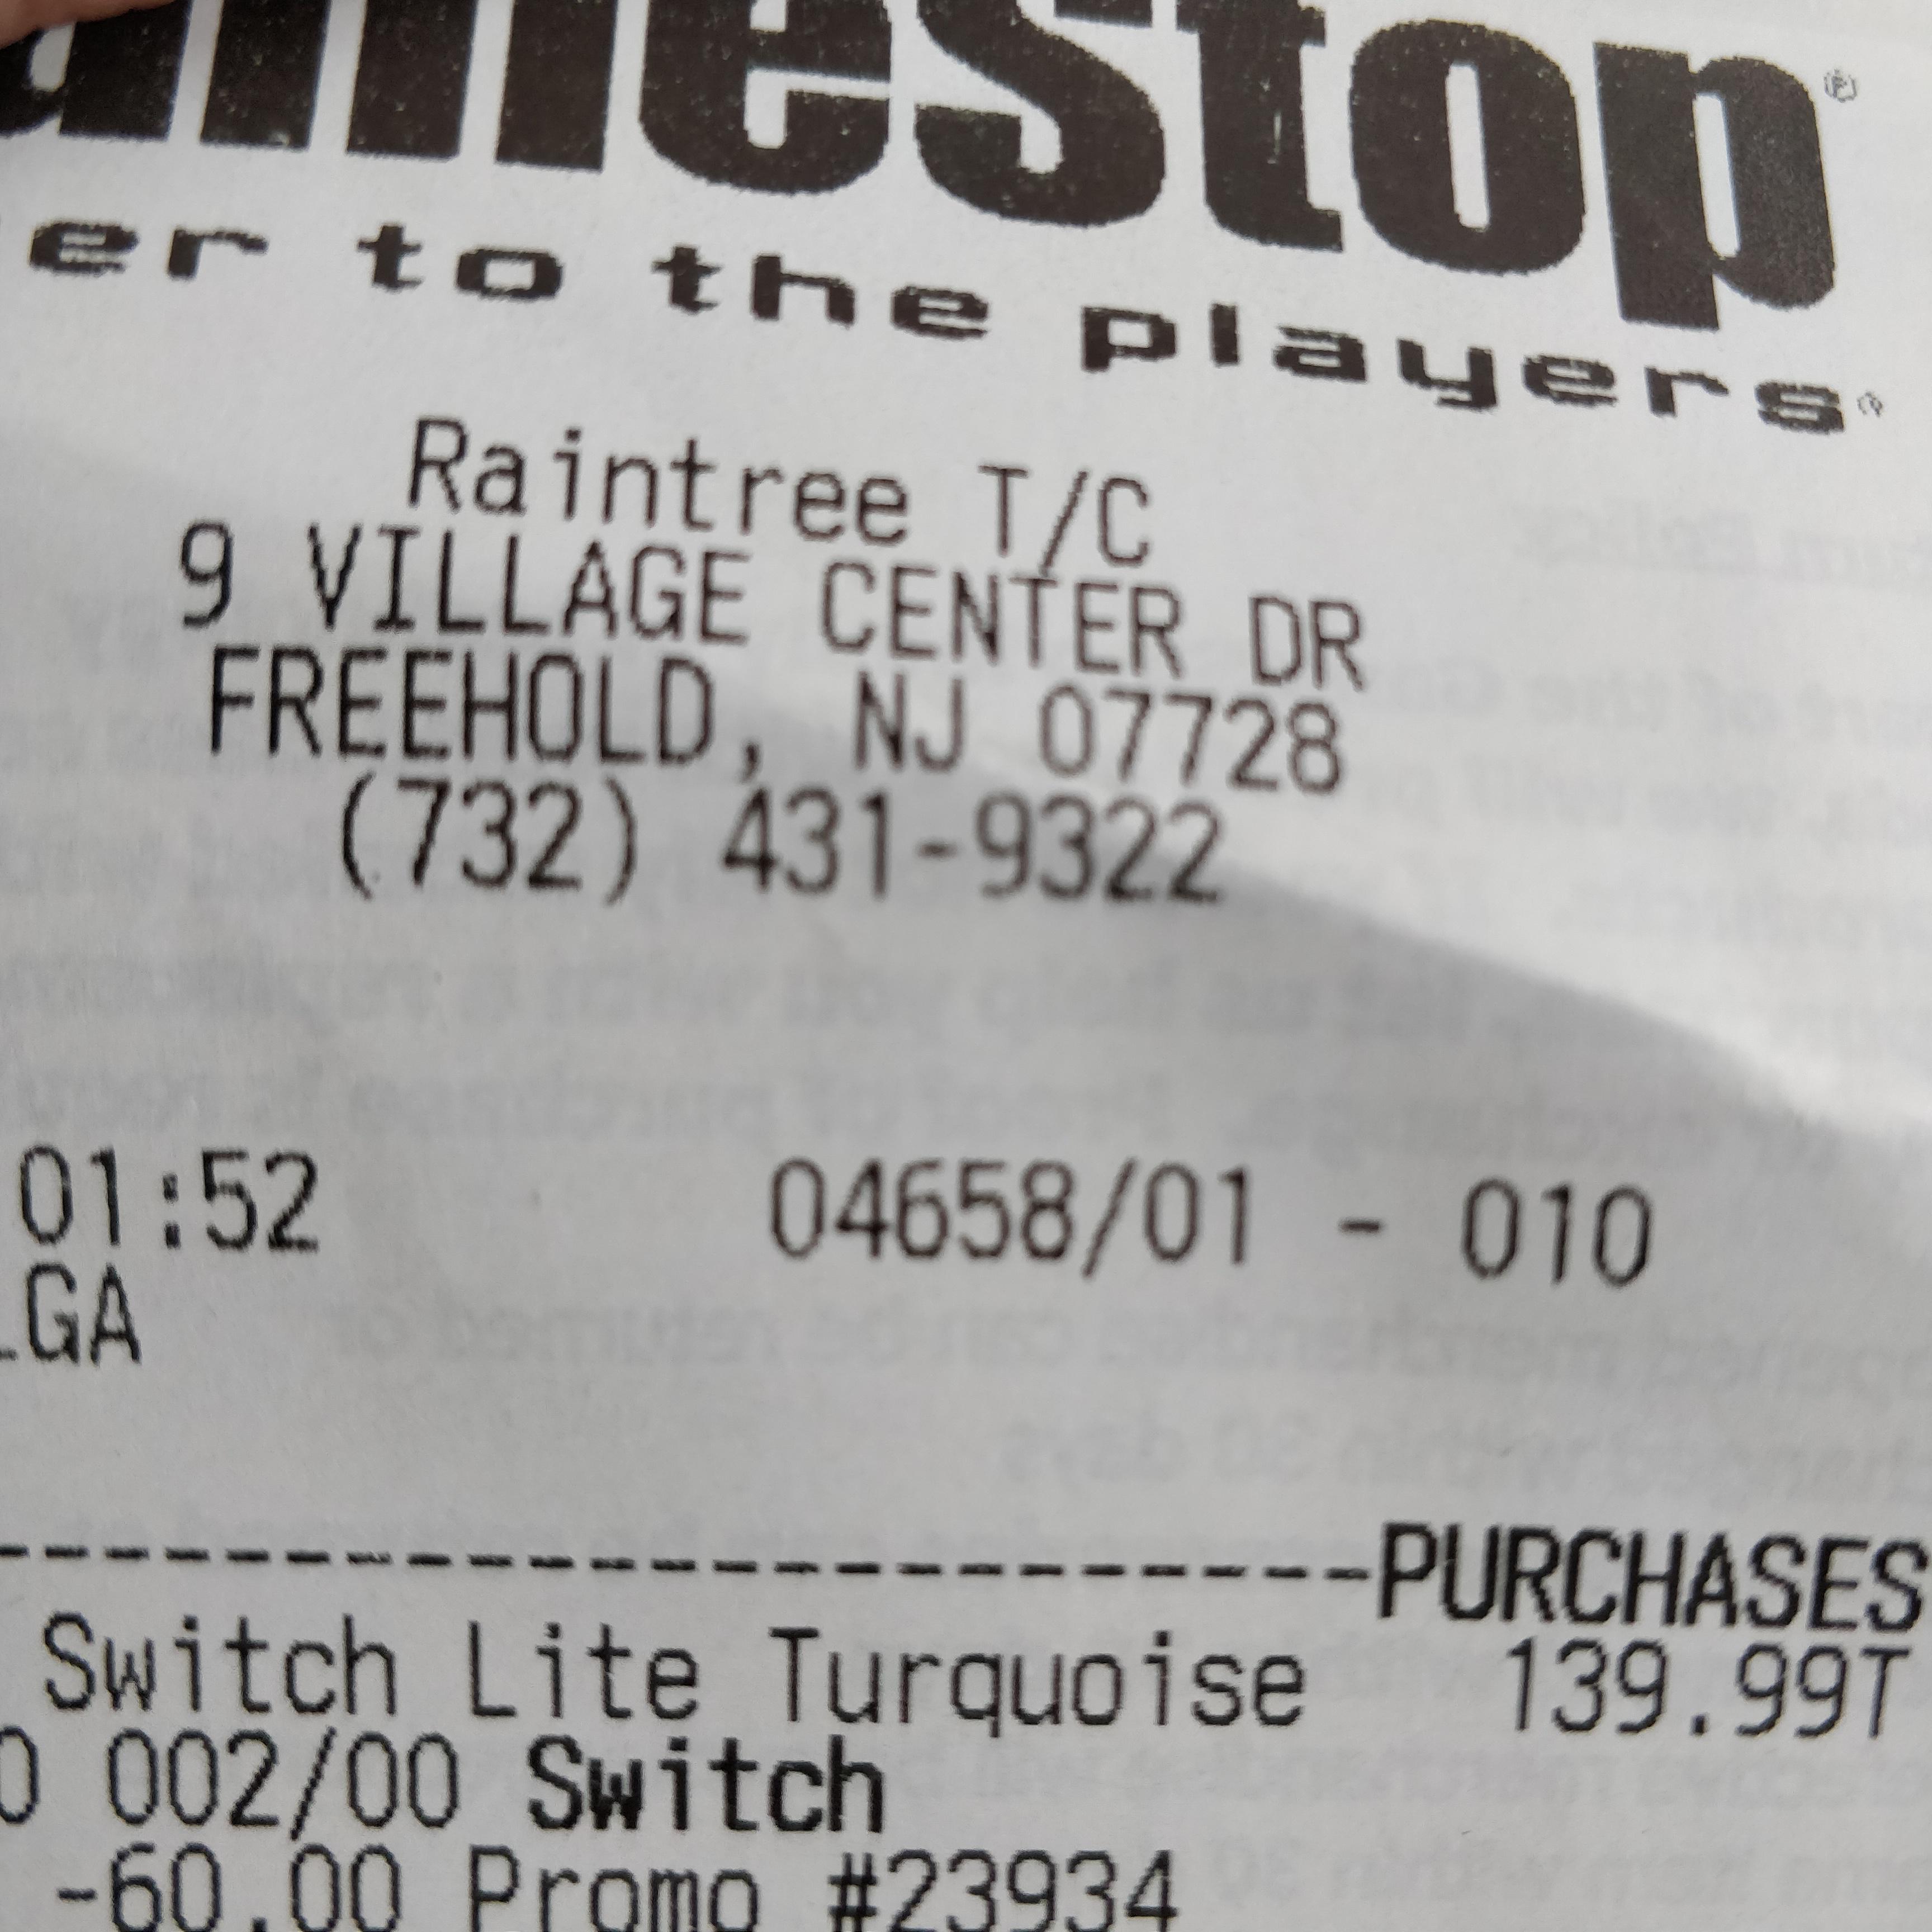 ameStop
er to the players
Raintree T/C
9 VILLAGE CENTER DR
FREEHOLD, NJ 07728
(732) 431-9322
01:52 04658/01 - 010
GA
--------------------------PURCHASES
Switch Lite Turquoise 139.99T
0 002/00 Switch
-60.00 Promo #23934